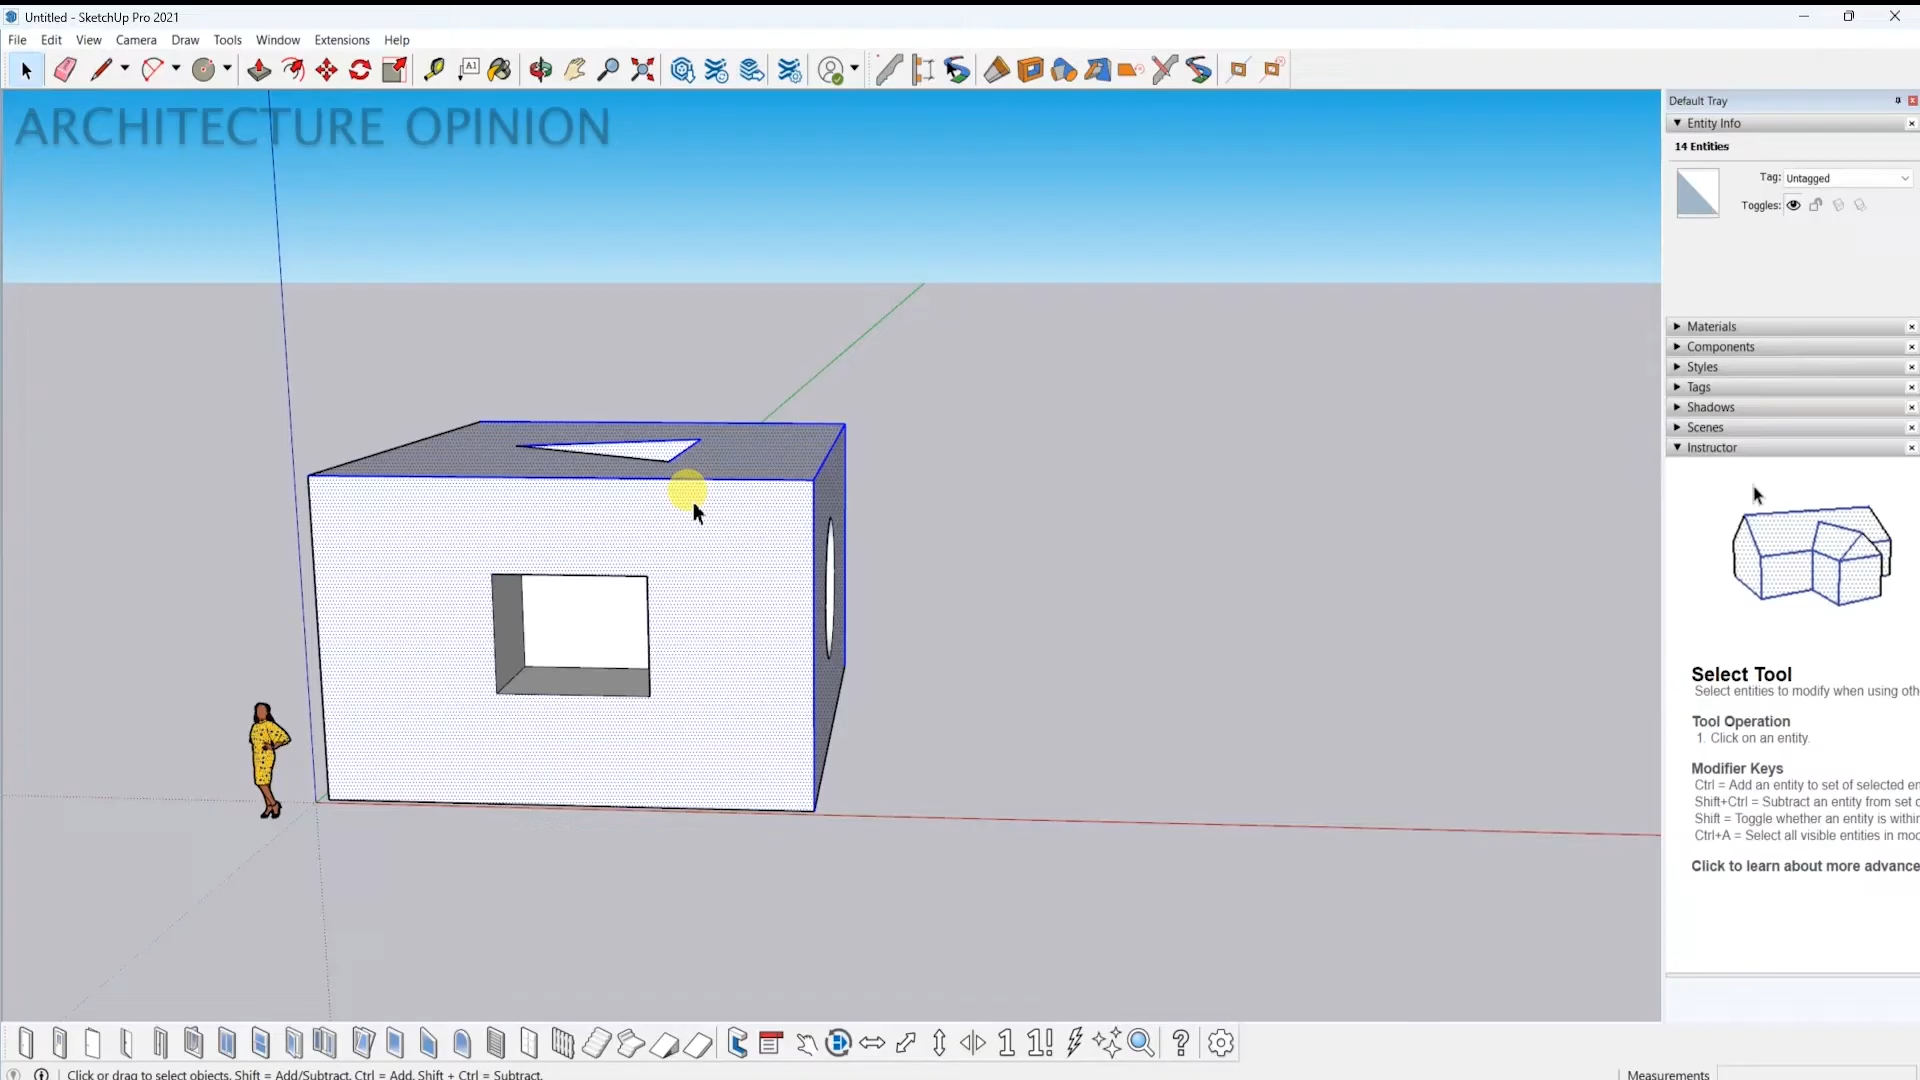 Untitled - SketchUp Pro 2021
File Edit View Camera Draw Tools Window Extensions Help
A1
ARCHITECTURE OPINION
Default Tray
Entity Info
14 Entities
Tag: Untagged
Toggles:
Materials
Components
Styles
Tags
Shadows
Scenes
Instructor
Select Tool
Select entities to modify when using oth
Tool Operation
1. Click on an entity.
Modifier Keys
Ctrl = Add an entity to set of selected en
Shift+Ctrl = Subtract an entity from set o
Shift = Toggle whether an entity is within
Ctrl+A = Select all visible entities in mod
Click to learn about more advance
1 1! ?
Click or drag to select objects. Shift = Add/Subtract. Ctrl = Add. Shift + Ctrl = Subtract.
Measurements